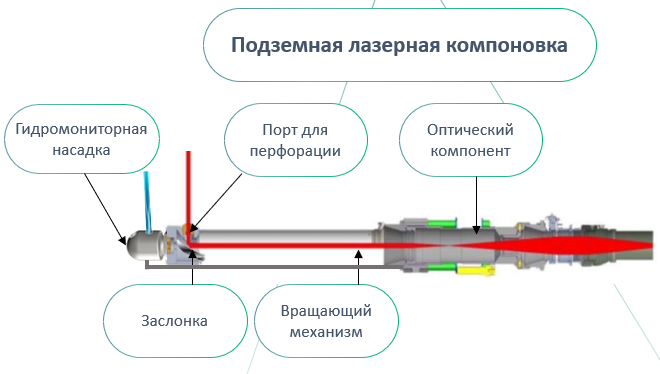 Подземная лазерная компоновка
Гидромониторная
насадка
Порт для
перфорации
Оптический
компонент
Заслонка
Вращающий
механизм